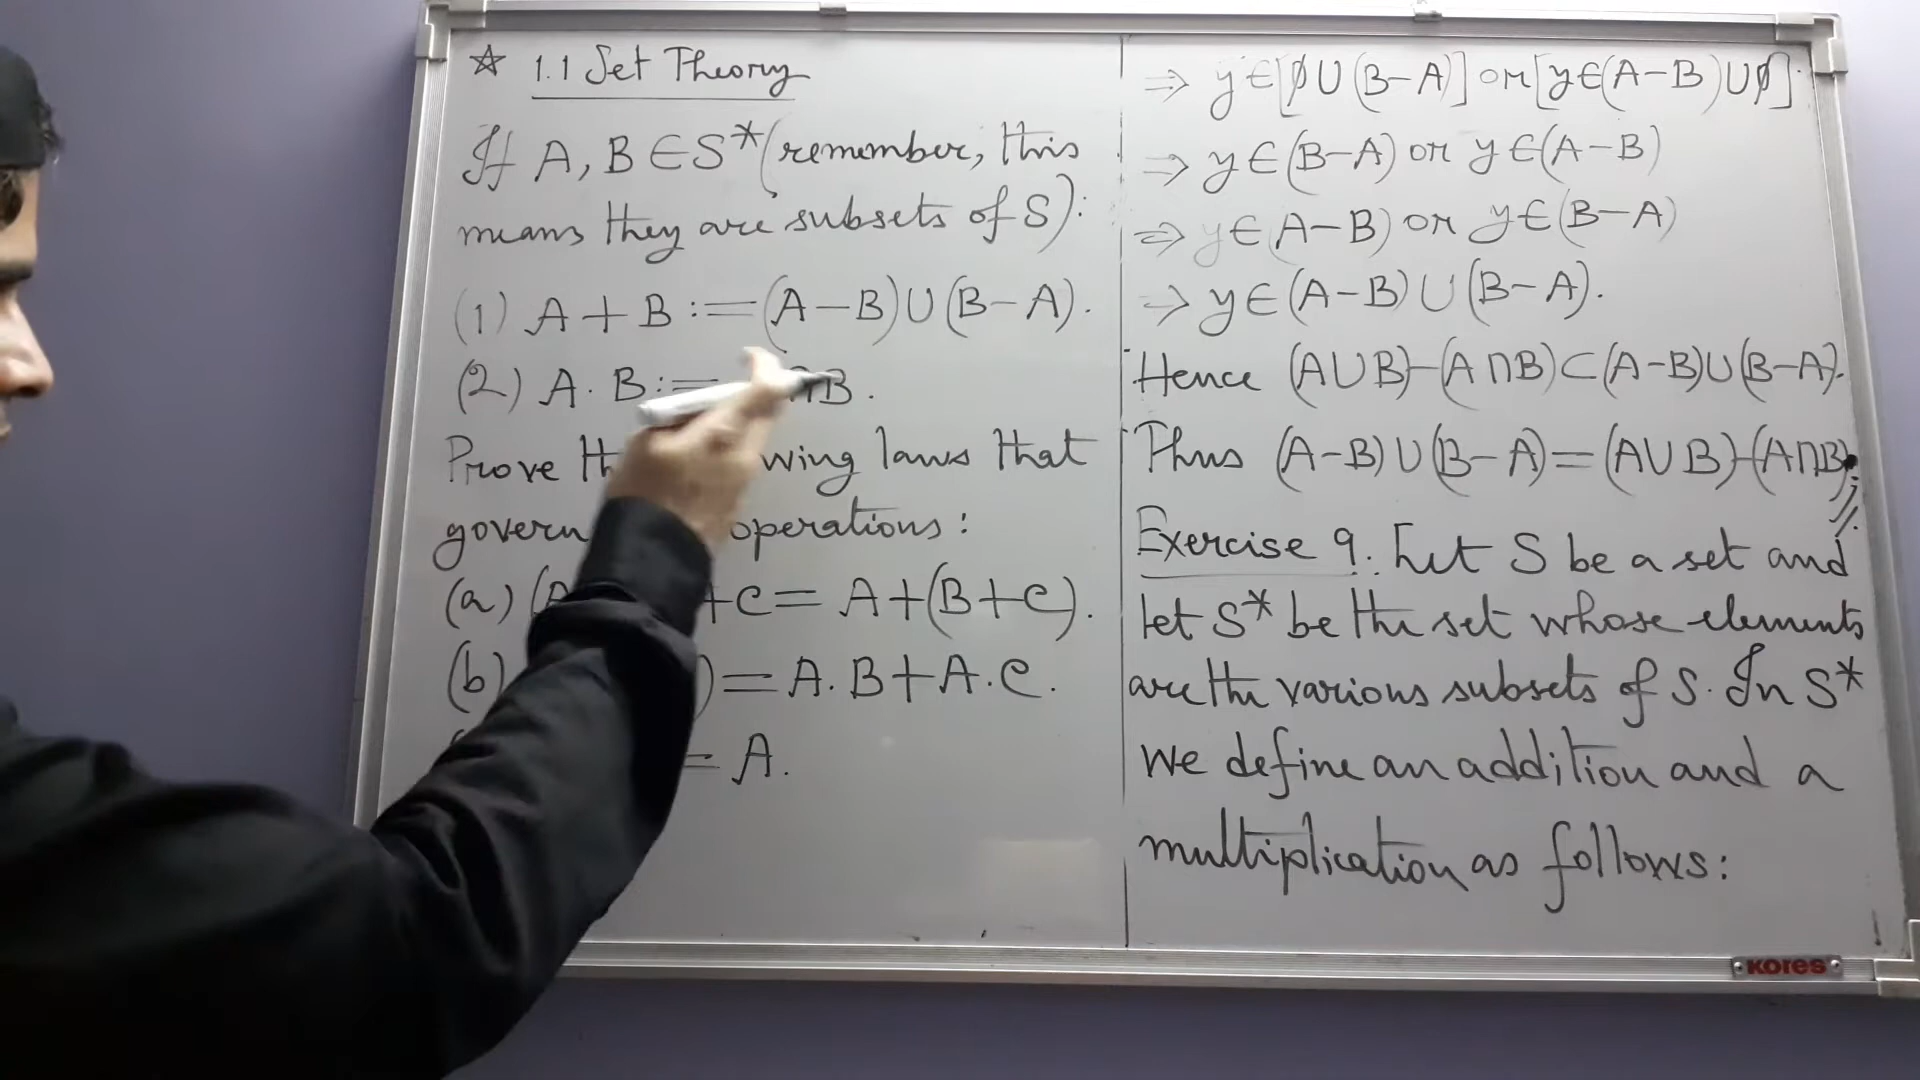 ☆ 1.1 Set Theory
If A, B ∈ S* (remember, this
means they are subsets of S):
(1) A + B := (A – B) ∪ (B – A).
(2) A . B := ∩ B .
Prove laws that
govern operations :
(a) ( + C = A + (B + C).
(b) ) = A . B + A . C.
= A.
⇒ y ∈ [∅ ∪ (B – A)] or [y ∈ (A – B) ∪ ∅].
⇒ y ∈ (B – A) or y ∈ (A – B)
⇒ y ∈ (A – B) or y ∈ (B – A)
⇒ y ∈ (A – B) ∪ (B – A).
Hence (A ∪ B) – (A ∩ B) ⊂ (A – B) ∪ (B – A).
Thus (A – B) ∪ (B – A) = (A ∪ B) – (A ∩ B).
Exercise 9. Let S be a set and
let S* be the set whose elements
are the various subsets of S. In S*
we define an addition and a
multiplication as follows:
KORES